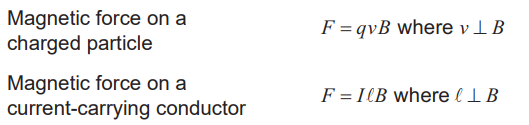 Magnetic force on a
charged particle
F = qvB where v ⊥ B
Magnetic force on a
current-carrying conductor
F = IℓB where ℓ ⊥ B